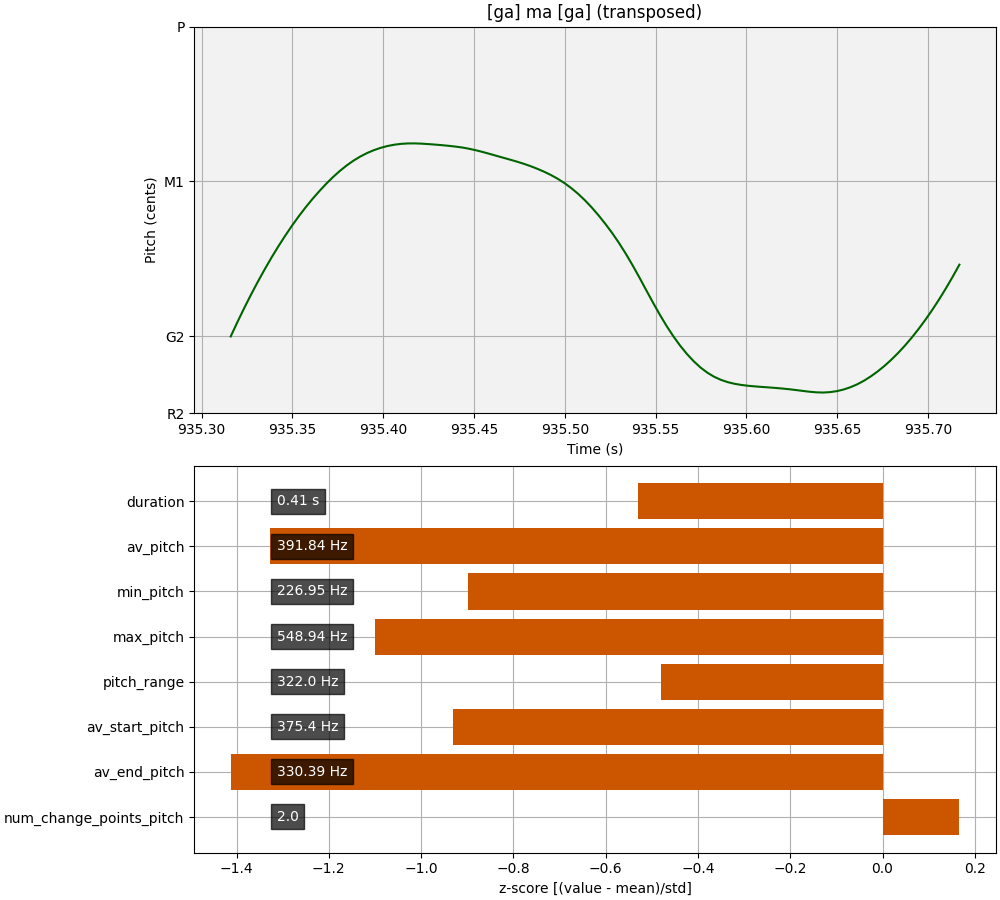 [ga] ma [ga] (transposed)
P
M1
G2
R2
Pitch (cents)
935.30 935.35 935.40 935.45 935.50 935.55 935.60 935.65 935.70
Time (s)
duration 0.41 s
av_pitch 391.84 Hz
min_pitch 226.95 Hz
max_pitch 548.94 Hz
pitch_range 322.0 Hz
av_start_pitch 375.4 Hz
av_end_pitch 330.39 Hz
num_change_points_pitch 2.0
−1.4 −1.2 −1.0 −0.8 −0.6 −0.4 −0.2 0.0 0.2
z-score [(value - mean)/std]